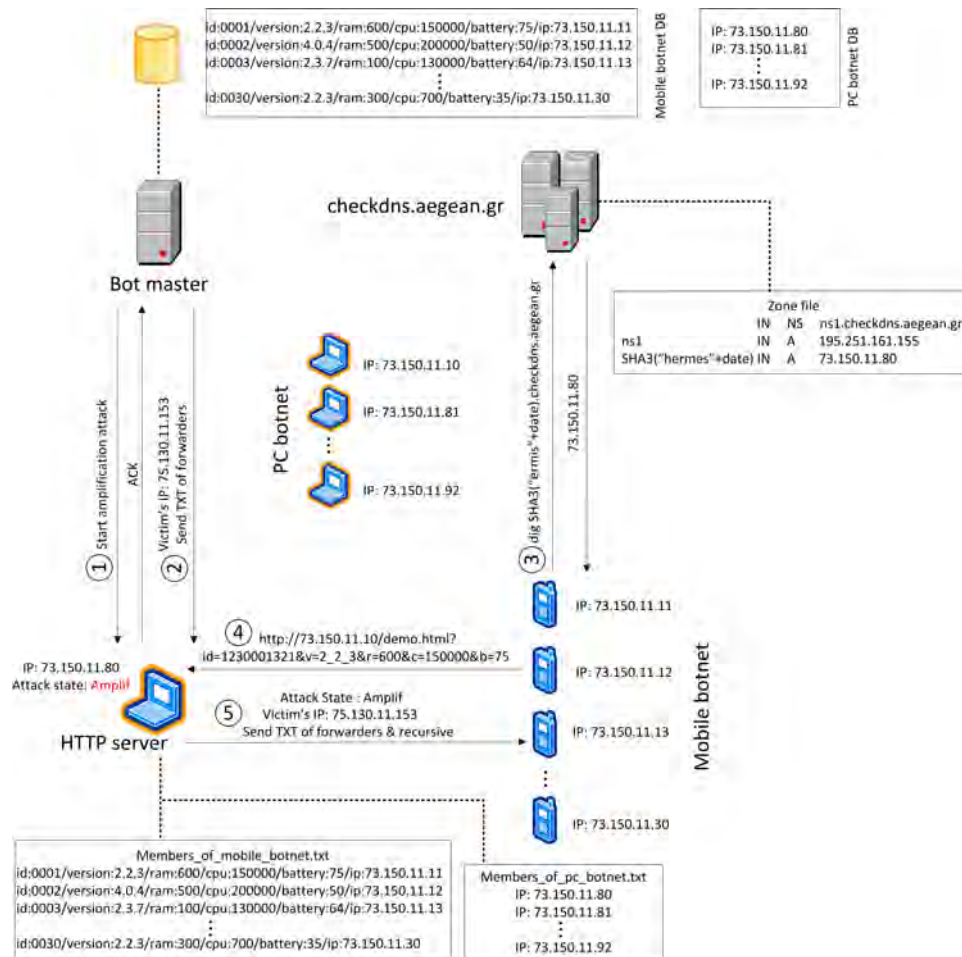 id:0001/version:2.2.3/ram:600/cpu:150000/battery:75/ip:73.150.11.11
id:0002/version:4.0.4/ram:500/cpu:200000/battery:50/ip:73.150.11.12
id:0003/version:2.3.7/ram:100/cpu:130000/battery:64/ip:73.150.11.13
id:0030/version:2.2.3/ram:300/cpu:700/battery:35/ip:73.150.11.30
Mobile botnet DB
IP: 73.150.11.80
IP: 73.150.11.81
IP: 73.150.11.92
PC botnet DB
checkdns.aegean.gr
Bot master
Zone file
IN NS ns1.checkdns.aegean.gr
ns1 IN A 195.251.161.155
SHA3("hermes"+date) IN A 73.150.11.80
PC botnet
IP: 73.150.11.10
IP: 73.150.11.81
IP: 73.150.11.92
1 Start amplification attack
ACK
2 Victim's IP: 75.130.11.153
Send TXT of forwarders
3 dig SHA3("ermis"+date).checkdns.aegean.gr
73.150.11.80
Mobile botnet
IP: 73.150.11.11
IP: 73.150.11.12
IP: 73.150.11.13
IP: 73.150.11.30
4 http://73.150.11.10/demo.html?
id=1230001321&v=2_2_3&r=600&c=150000&b=75
IP: 73.150.11.80
Attack state: Amplif
HTTP server
5 Attack State : Amplif
Victim's IP: 75.130.11.153
Send TXT of forwarders & recursive
Members_of_mobile_botnet.txt
id:0001/version:2.2.3/ram:600/cpu:150000/battery:75/ip:73.150.11.11
id:0002/version:4.0.4/ram:500/cpu:200000/battery:50/ip:73.150.11.12
id:0003/version:2.3.7/ram:100/cpu:130000/battery:64/ip:73.150.11.13
id:0030/version:2.2.3/ram:300/cpu:700/battery:35/ip:73.150.11.30
Members_of_pc_botnet.txt
IP: 73.150.11.80
IP: 73.150.11.81
IP: 73.150.11.92